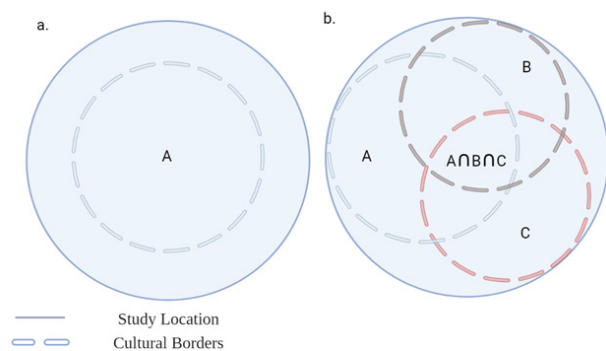 a.
A
b.
B
A
A∩B∩C
C
Study Location
Cultural Borders